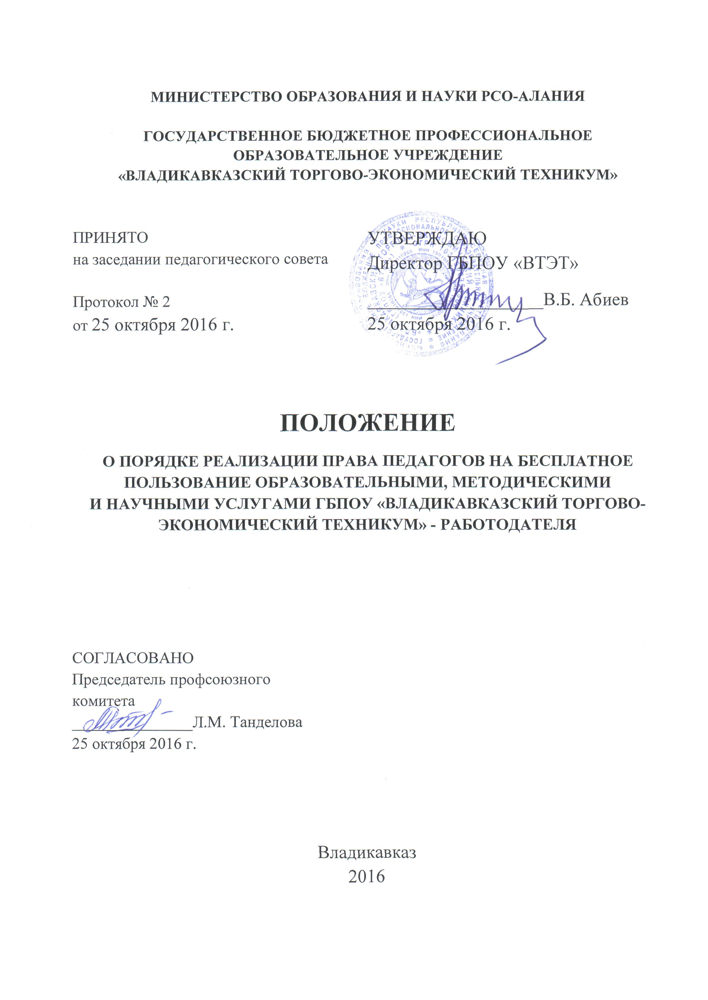 МИНИСТЕРСТВО ОБРАЗОВАНИЯ И НАУКИ РСО-АЛАНИЯ
ГОСУДАРСТВЕННОЕ БЮДЖЕТНОЕ ПРОФЕССИОНАЛЬНОЕ
ОБРАЗОВАТЕЛЬНОЕ УЧРЕЖДЕНИЕ
«ВЛАДИКАВКАЗСКИЙ ТОРГОВО-ЭКОНОМИЧЕСКИЙ ТЕХНИКУМ»
ПРИНЯТО
на заседании педагогического совета
Протокол № 2
от 25 октября 2016 г.
УТВЕРЖДАЮ
Директор ГБПОУ «ВТЭТ»
В.Б. Абиев
25 октября 2016 г.
ПОЛОЖЕНИЕ
О ПОРЯДКЕ РЕАЛИЗАЦИИ ПРАВА ПЕДАГОГОВ НА БЕСПЛАТНОЕ
ПОЛЬЗОВАНИЕ ОБРАЗОВАТЕЛЬНЫМИ, МЕТОДИЧЕСКИМИ
И НАУЧНЫМИ УСЛУГАМИ ГБПОУ «ВЛАДИКАВКАЗСКИЙ ТОРГОВО-
ЭКОНОМИЧЕСКИЙ ТЕХНИКУМ» - РАБОТОДАТЕЛЯ
СОГЛАСОВАНО
Председатель профсоюзного
комитета
Л.М. Танделова
25 октября 2016 г.
Владикавказ
2016